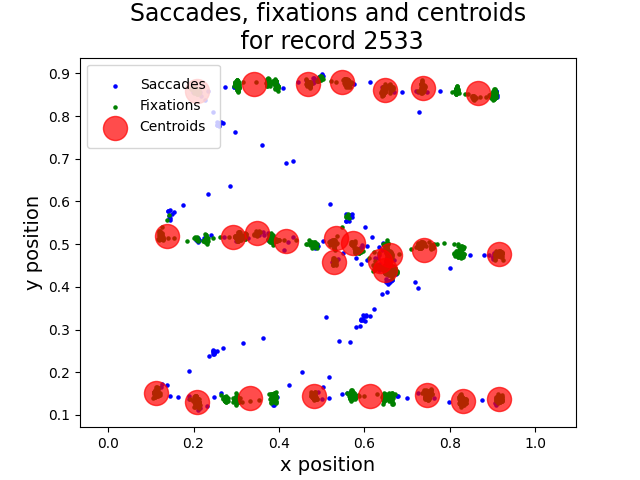 Saccades, fixations and centroids
for record 2533
Saccades
Fixations
Centroids
y position
0.9
0.8
0.7
0.6
0.5
0.4
0.3
0.2
0.1
0.0
0.2
0.4
0.6
0.8
1.0
x position